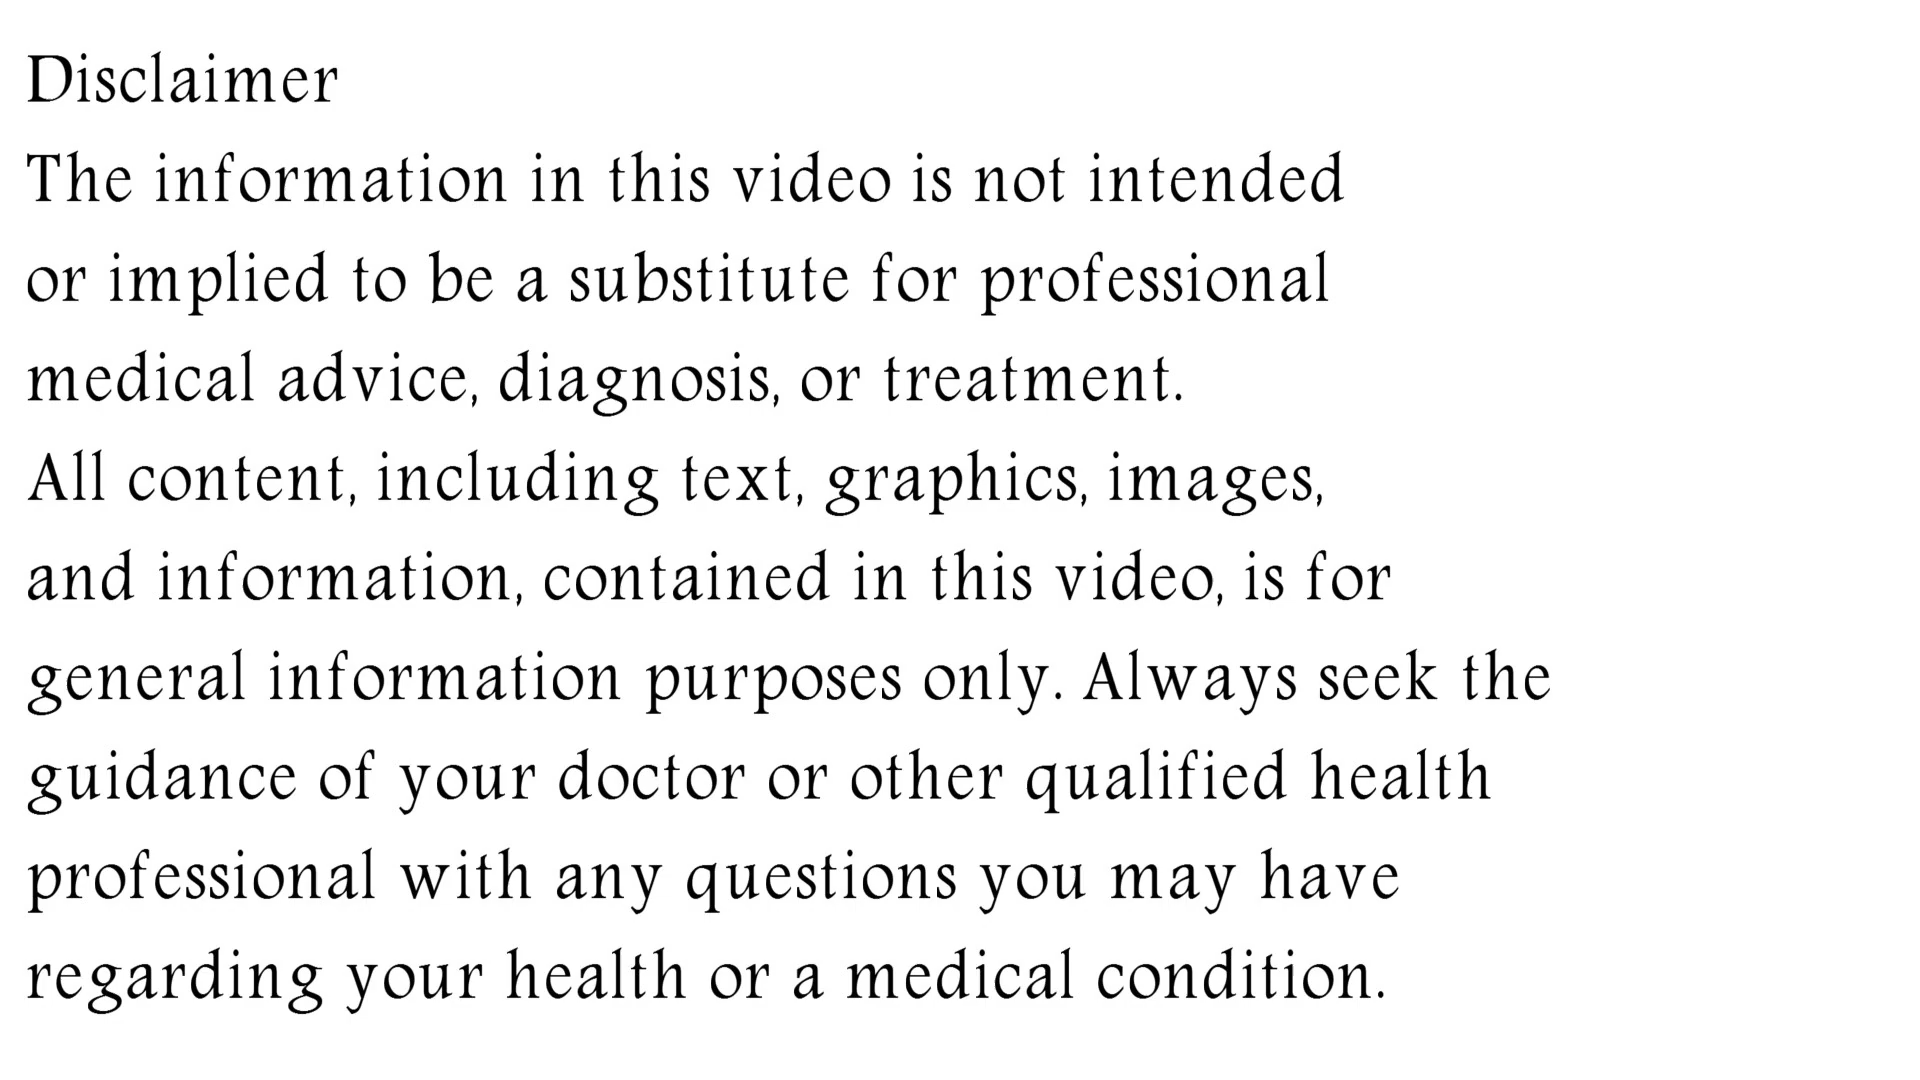 Disclaimer
The information in this video is not intended
or implied to be a substitute for professional
medical advice, diagnosis, or treatment.
All content, including text, graphics, images,
and information, contained in this video, is for
general information purposes only. Always seek the
guidance of your doctor or other qualified health
professional with any questions you may have
regarding your health or a medical condition.